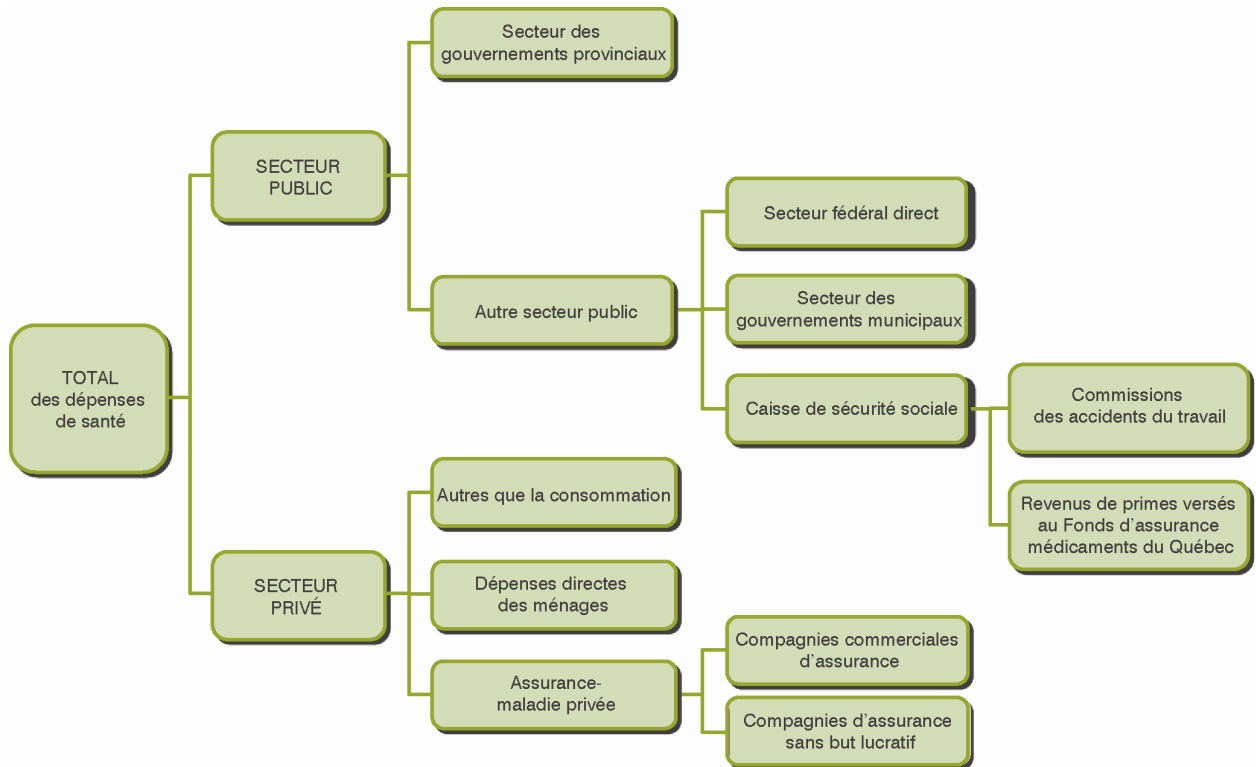 Secteur des
gouvernements provinciaux
SECTEUR
PUBLIC
Secteur fédéral direct
Autre secteur public
Secteur des
gouvernements municipaux
TOTAL
des dépenses
de santé
Caisse de sécurité sociale
Commissions
des accidents du travail
Autres que la consommation
Revenus de primes versés
au Fonds d’assurance
médicaments du Québec
SECTEUR
PRIVÉ
Dépenses directes
des ménages
Compagnies commerciales
d’assurance
Assurance-
maladie privée
Compagnies d’assurance
sans but lucratif